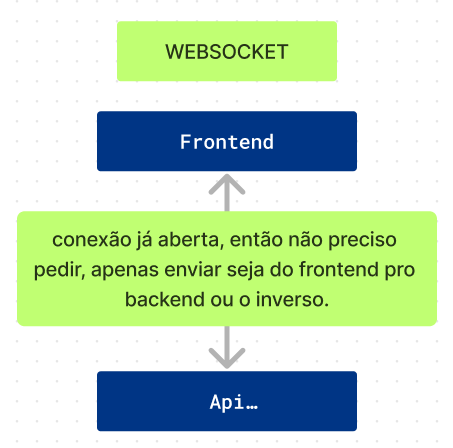 WEBSOCKET
Frontend
conexão já aberta, então não preciso
pedir, apenas enviar seja do frontend pro
backend ou o inverso.
Api…